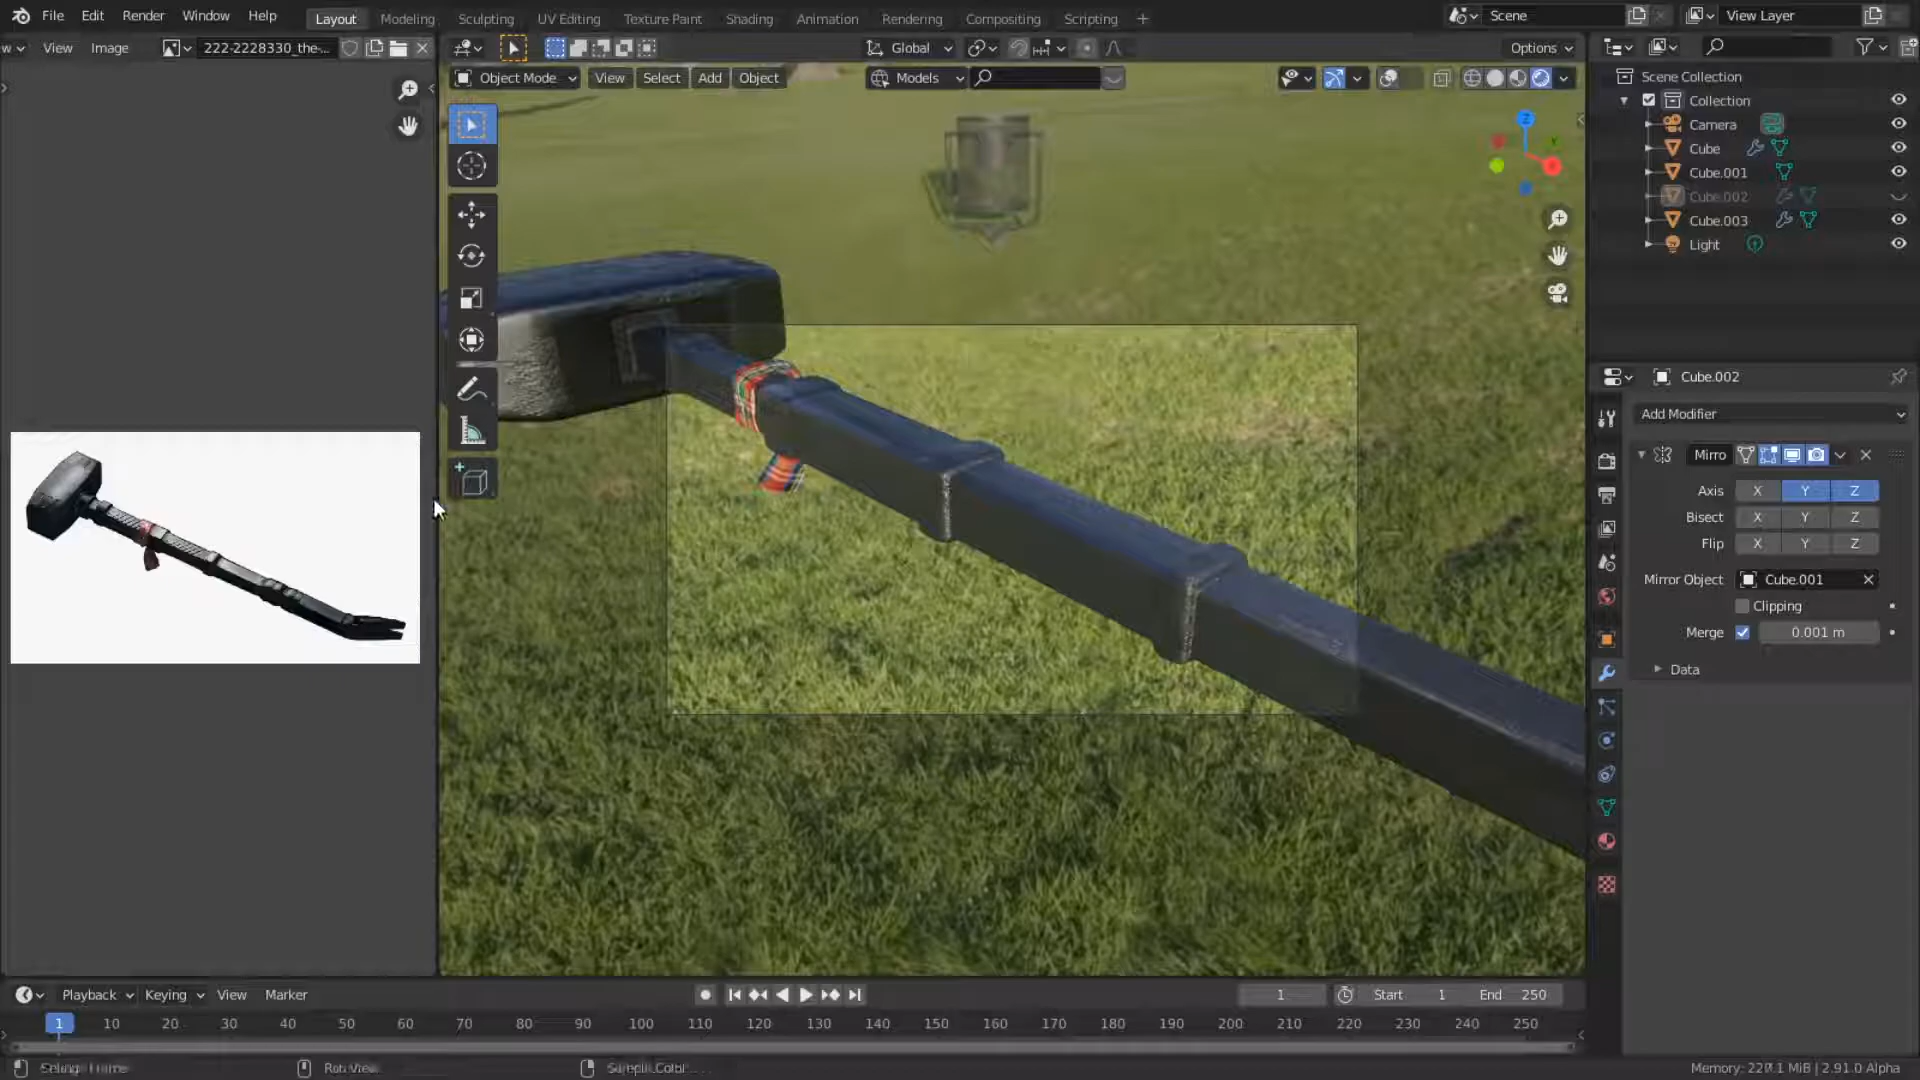 File Edit Render Window Help Layout Modeling Sculpting UV Editing Texture Paint Shading Animation Rendering Compositing Scripting + Scene View Layer
View Image 222-2228330_the-... Global Options
Object Mode View Select Add Object Models
Scene Collection
Collection
Camera
Cube
Cube.001
Cube.002
Cube.003
Light
Z
Cube.002
Add Modifier
Mirro
Axis X Y Z
Bisect X Y Z
Flip X Y Z
Mirror Object Cube.001
Clipping
Merge 0.001 m
Data
Playback Keying View Marker 1 Start 1 End 250
1 10 20 30 40 50 60 70 80 90 100 110 120 130 140 150 160 170 180 190 200 210 220 230 240 250
Memory: 227.1 MiB | 2.91.0 Alpha